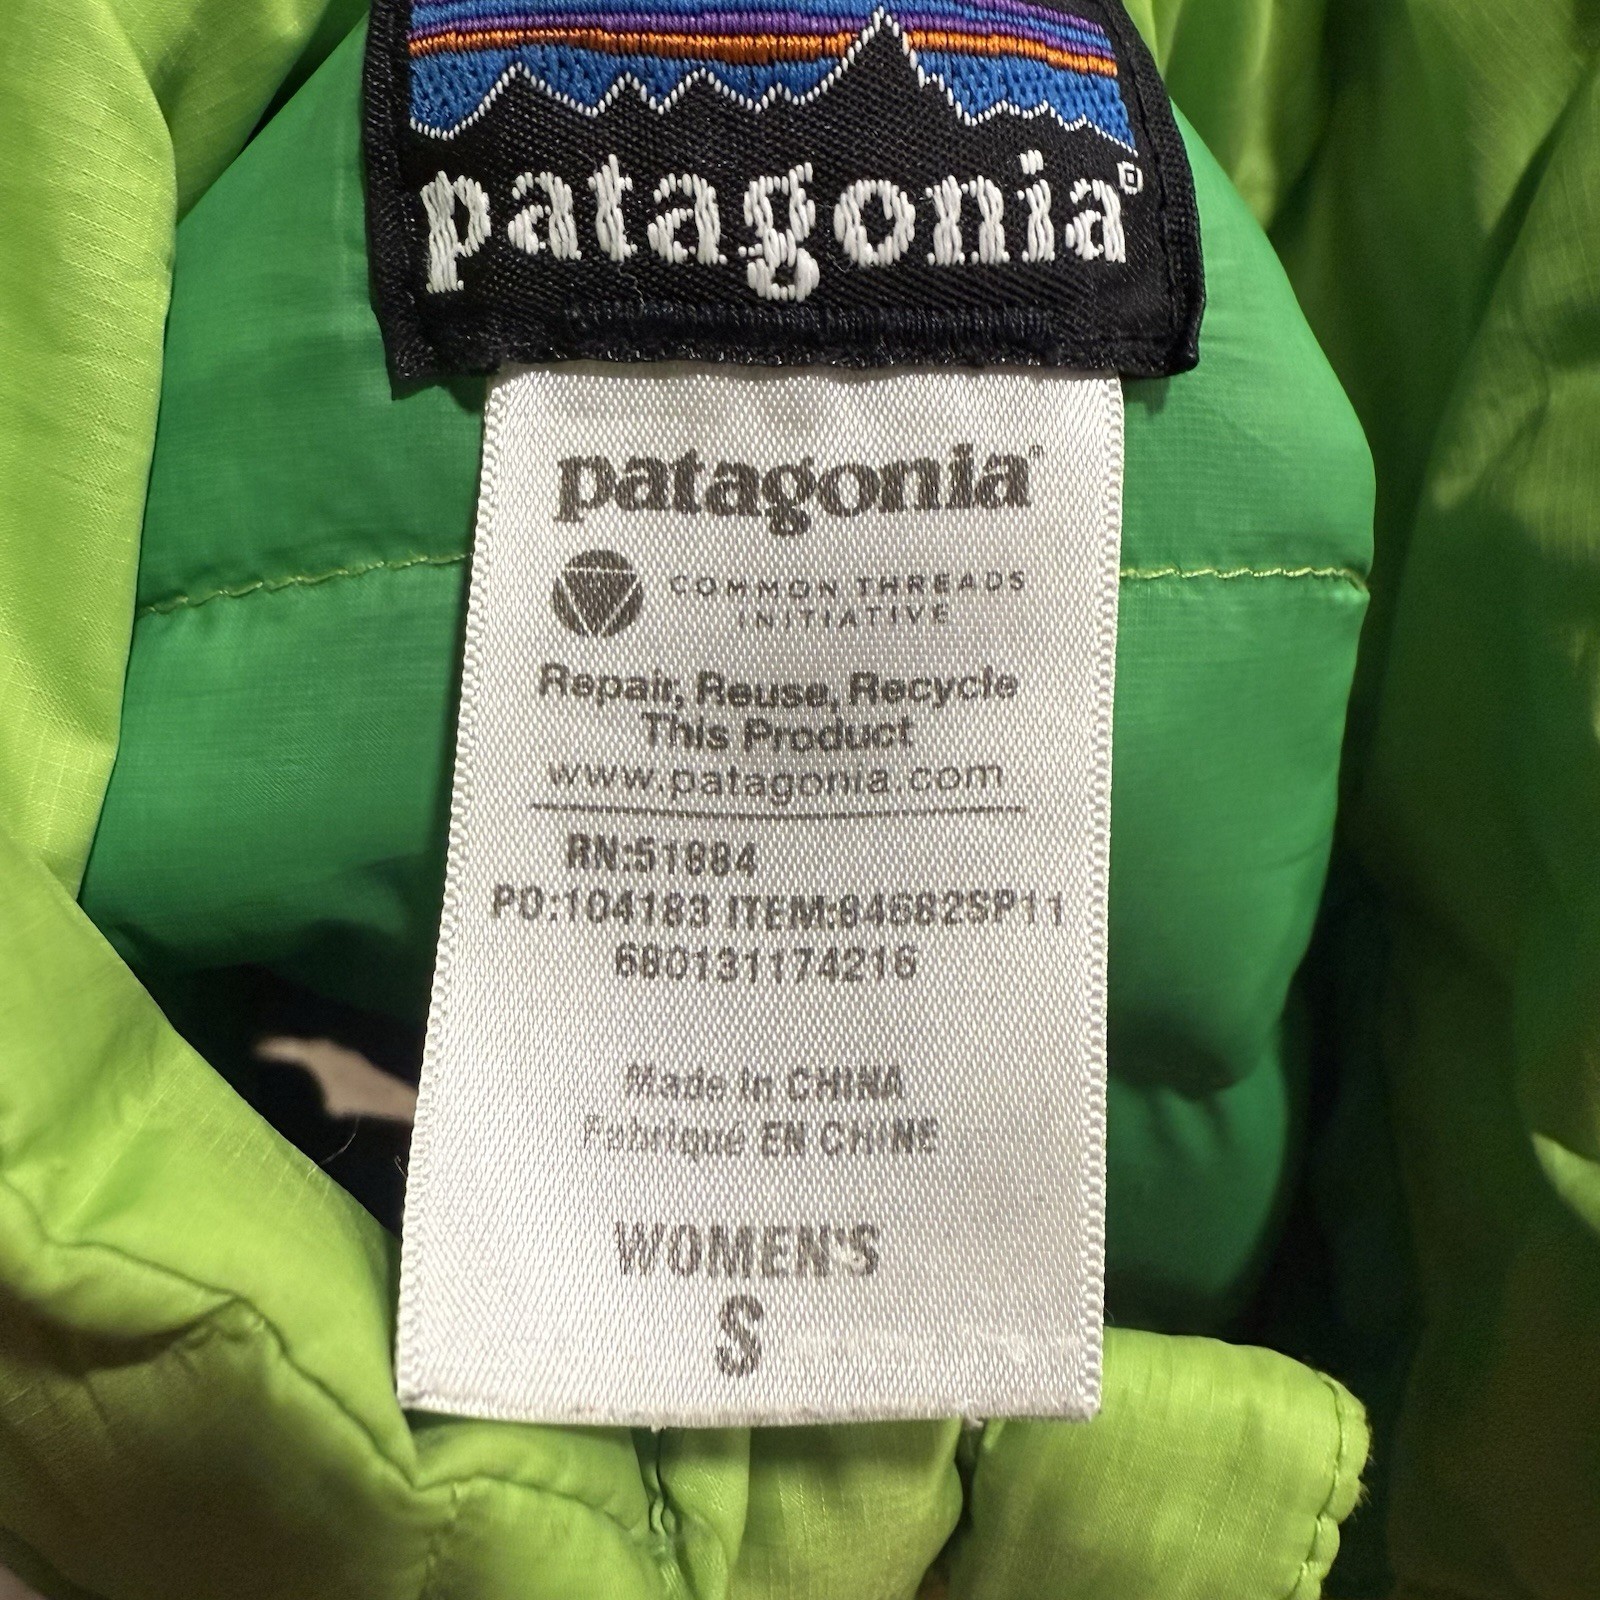 patagonia®
patagonia®
COMMON THREADS
INITIATIVE
Repair, Reuse, Recycle
This Product
www.patagonia.com
RN:51884
PO:104183 ITEM:84682SP11
680131174216
Made in CHINA
Fabriqué EN CHINE
WOMEN'S
S